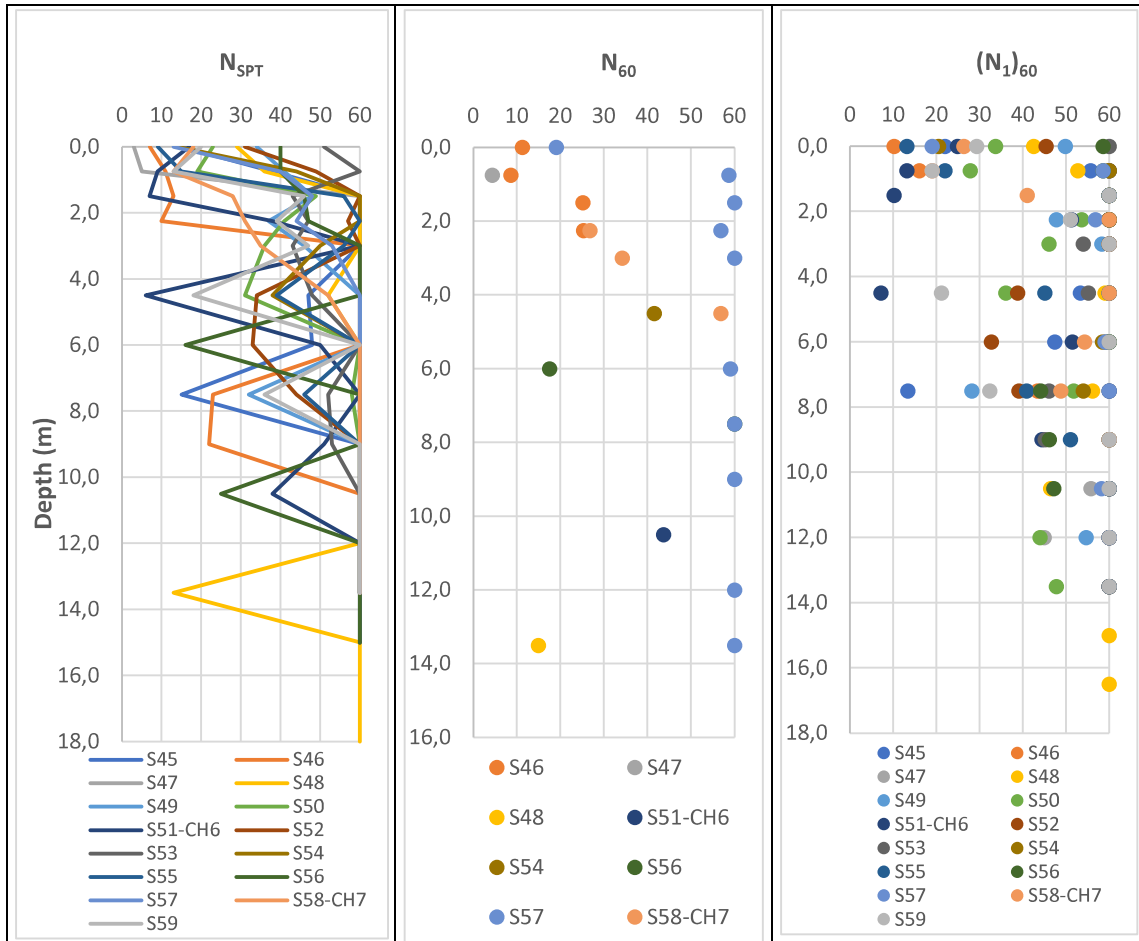 N_SPT
0 10 20 30 40 50 60
0,0
2,0
4,0
6,0
8,0
10,0
12,0
14,0
16,0
18,0
Depth (m)
S45 S46
S47 S48
S49 S50
S51-CH6 S52
S53 S54
S55 S56
S57 S58-CH7
S59
N_60
0 10 20 30 40 50 60
0,0
2,0
4,0
6,0
8,0
10,0
12,0
14,0
16,0
S46 S47
S48 S51-CH6
S54 S56
S57 S58-CH7
(N_1)_60
0 10 20 30 40 50 60
0,0
2,0
4,0
6,0
8,0
10,0
12,0
14,0
16,0
18,0
S45 S46
S47 S48
S49 S50
S51-CH6 S52
S53 S54
S55 S56
S57 S58-CH7
S59